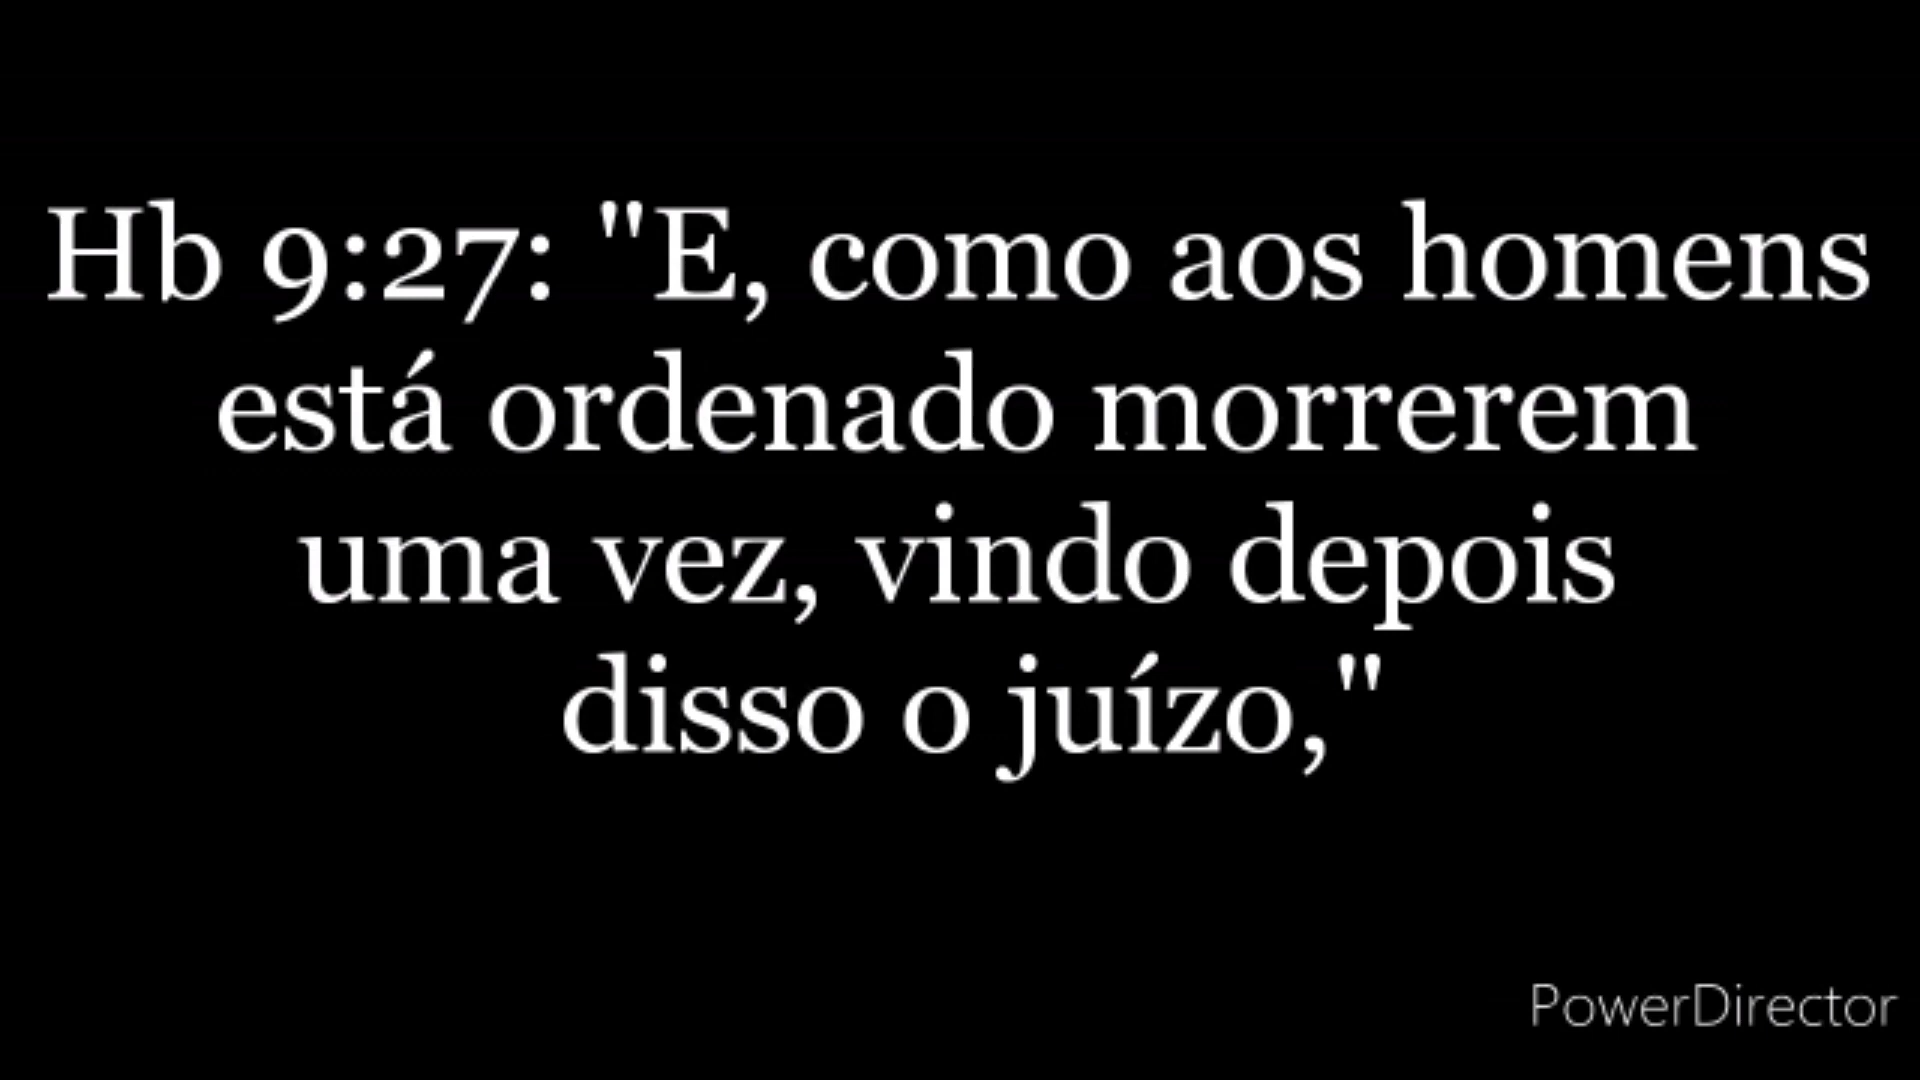 Hb 9:27: "E, como aos homens
está ordenado morrerem
uma vez, vindo depois
disso o juízo,"
PowerDirector